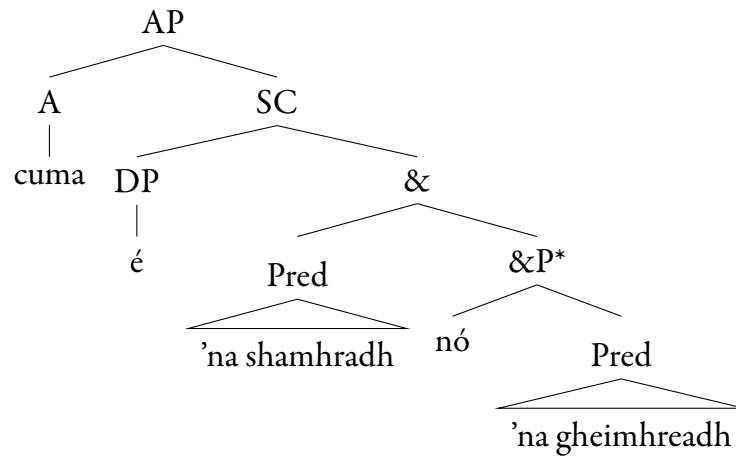 AP
A SC
cuma DP &
é Pred &P*
’na shamhradh nó Pred
’na gheimhreadh